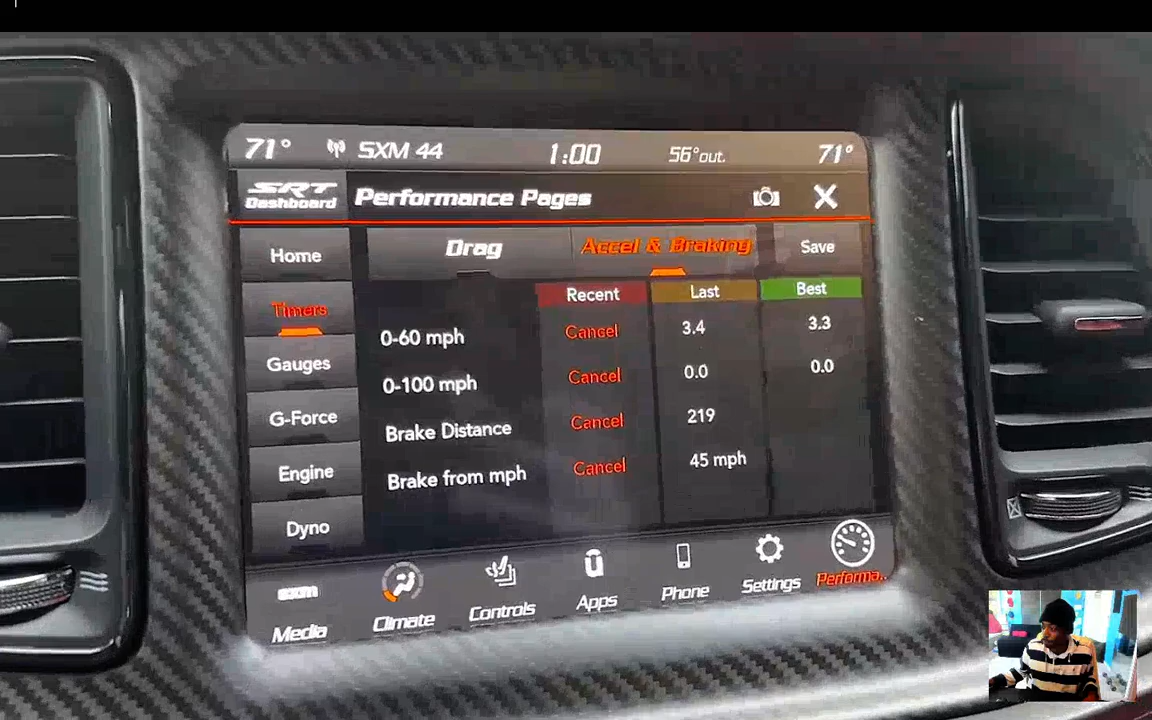 71° SXM 44 1:00 56°out. 71°
SRT Dashboard Performance Pages X
Home Drag Accel & Braking Save
Timers Recent Last Best
0-60 mph Cancel 3.4 3.3
Gauges 0-100 mph Cancel 0.0 0.0
G-Force Brake Distance Cancel 219
Engine Brake from mph Cancel 45 mph
Dyno
sxm
Media Climate Controls Apps Phone Settings Performa..